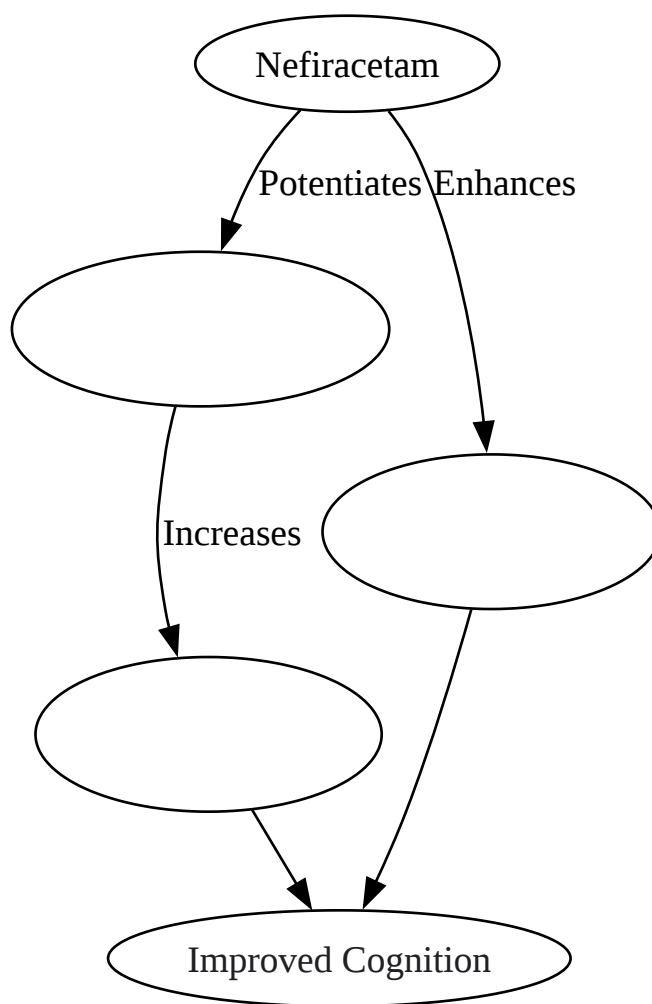 Nefiracetam
Potentiates
Enhances
Increases
Improved Cognition